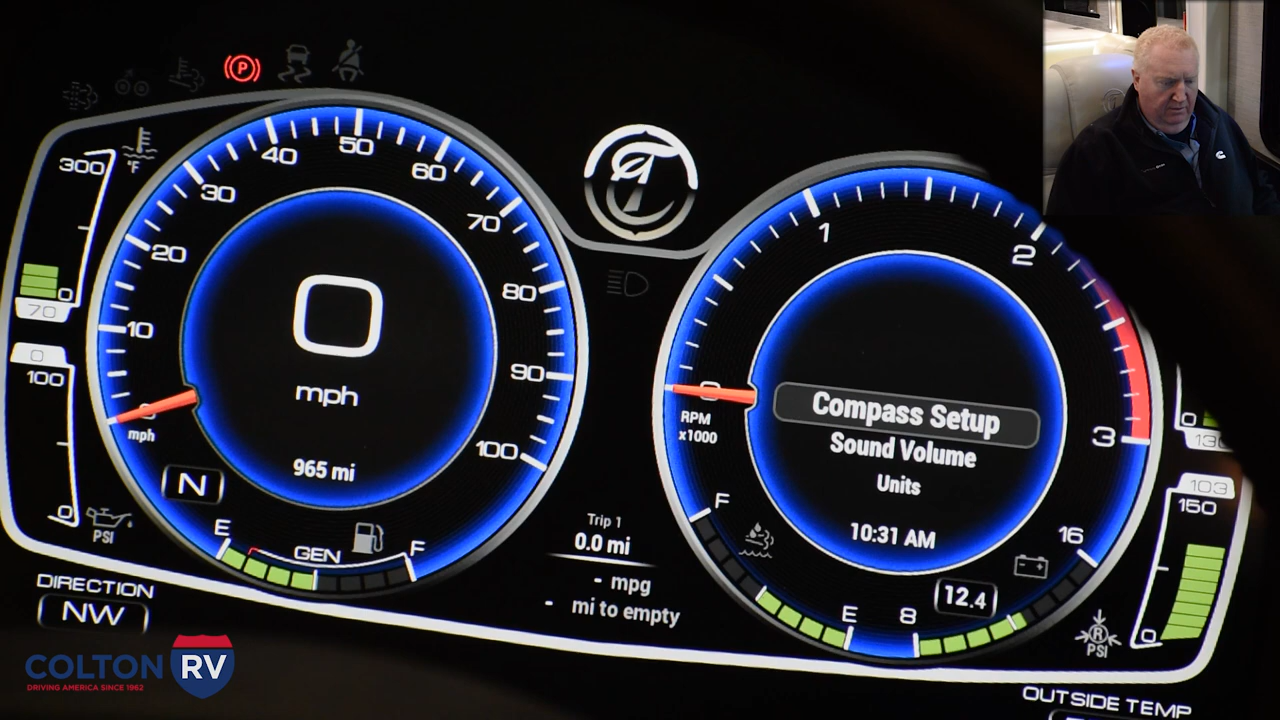 P
300
°F
0
70
0
100
0
PSI
DIRECTION
NW
10
20
30
40
50
60
70
80
90
100
0
mph
0
mph
965 mi
N
E
GEN
F
Trip 1
0.0 mi
- mpg
- mi to empty
0
1
2
3
RPM
x1000
Compass Setup
Sound Volume
Units
10:31 AM
F
E
8
16
12.4
0
130
103
150
0
R
PSI
OUTSIDE TEMP
COLTON RV
DRIVING AMERICA SINCE 1962